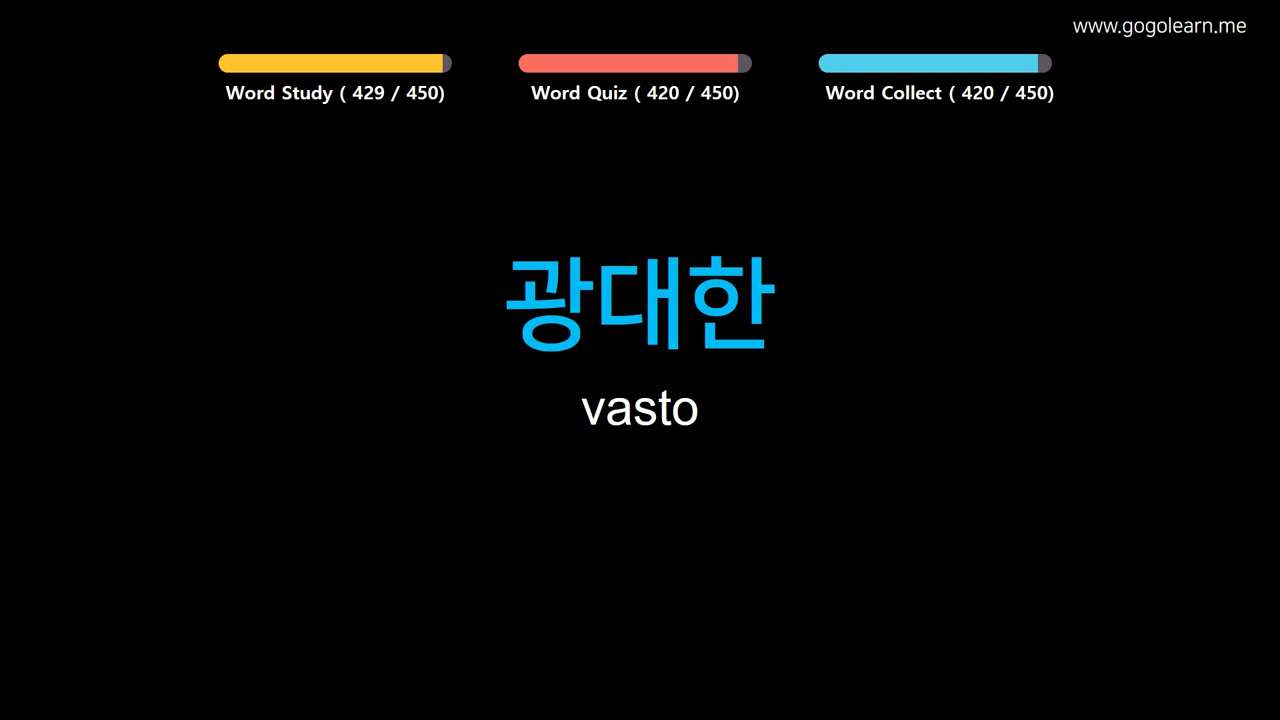 www.gogolearn.me
Word Study ( 429 / 450)
Word Quiz ( 420 / 450)
Word Collect ( 420 / 450)
광대한
vasto